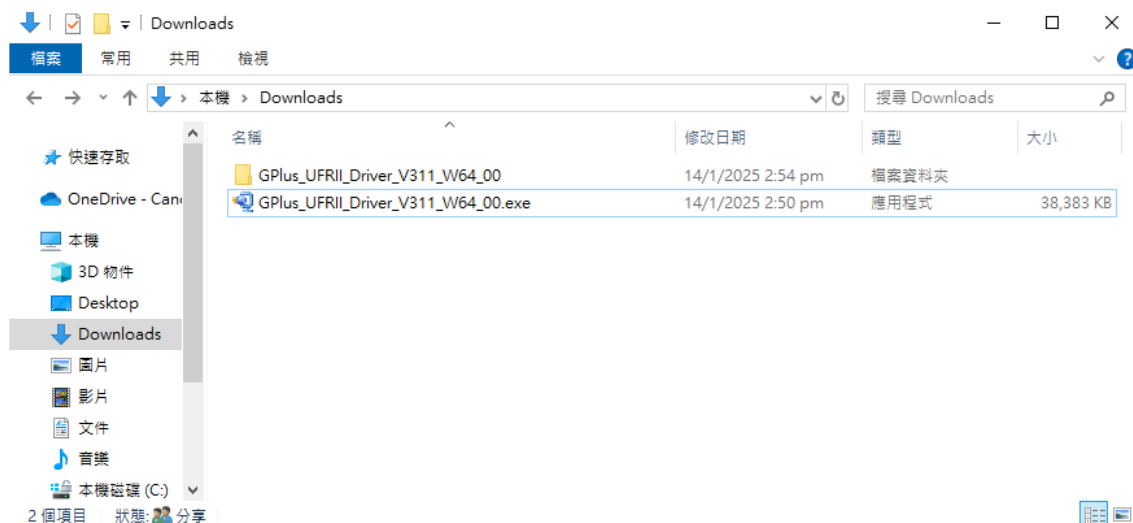 Downloads
檔案 常用 共用 檢視
本機 Downloads 搜尋 Downloads
名稱 修改日期 類型 大小
快速存取
OneDrive - Can
本機
3D 物件
Desktop
Downloads
圖片
影片
文件
音樂
本機磁碟 (C:)
GPlus_UFRII_Driver_V311_W64_00 14/1/2025 2:54 pm 檔案資料夾
GPlus_UFRII_Driver_V311_W64_00.exe 14/1/2025 2:50 pm 應用程式 38,383 KB
2 個項目 狀態: 分享